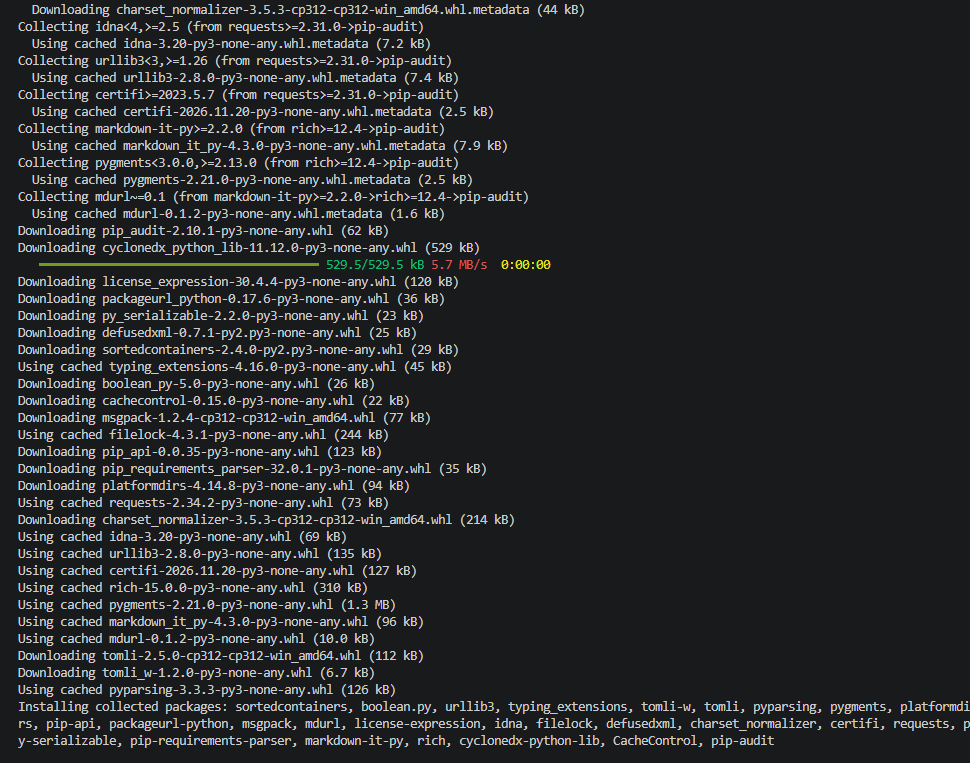 Downloading charset_normalizer-3.5.3-cp312-cp312-win_amd64.whl.metadata (44 kB)
Collecting idna<4,>=2.5 (from requests>=2.31.0->pip-audit)
Using cached idna-3.20-py3-none-any.whl.metadata (7.2 kB)
Collecting urllib3<3,>=1.26 (from requests>=2.31.0->pip-audit)
Using cached urllib3-2.8.0-py3-none-any.whl.metadata (7.4 kB)
Collecting certifi>=2023.5.7 (from requests>=2.31.0->pip-audit)
Using cached certifi-2026.11.20-py3-none-any.whl.metadata (2.5 kB)
Collecting markdown-it-py>=2.2.0 (from rich>=12.4->pip-audit)
Using cached markdown_it_py-4.3.0-py3-none-any.whl.metadata (7.9 kB)
Collecting pygments<3.0.0,>=2.13.0 (from rich>=12.4->pip-audit)
Using cached pygments-2.21.0-py3-none-any.whl.metadata (2.5 kB)
Collecting mdurl~=0.1 (from markdown-it-py>=2.2.0->rich>=12.4->pip-audit)
Using cached mdurl-0.1.2-py3-none-any.whl.metadata (1.6 kB)
Downloading pip_audit-2.10.1-py3-none-any.whl (62 kB)
Downloading cyclonedx_python_lib-11.12.0-py3-none-any.whl (529 kB)
529.5/529.5 kB 5.7 MB/s 0:00:00
Downloading license_expression-30.4.4-py3-none-any.whl (120 kB)
Downloading packageurl_python-0.17.6-py3-none-any.whl (36 kB)
Downloading py_serializable-2.2.0-py3-none-any.whl (23 kB)
Downloading defusedxml-0.7.1-py2.py3-none-any.whl (25 kB)
Downloading sortedcontainers-2.4.0-py2.py3-none-any.whl (29 kB)
Using cached typing_extensions-4.16.0-py3-none-any.whl (45 kB)
Downloading boolean_py-5.0-py3-none-any.whl (26 kB)
Downloading cachecontrol-0.15.0-py3-none-any.whl (22 kB)
Downloading msgpack-1.2.4-cp312-cp312-win_amd64.whl (77 kB)
Using cached filelock-4.3.1-py3-none-any.whl (244 kB)
Downloading pip_api-0.0.35-py3-none-any.whl (123 kB)
Downloading pip_requirements_parser-32.0.1-py3-none-any.whl (35 kB)
Downloading platformdirs-4.14.8-py3-none-any.whl (94 kB)
Using cached requests-2.34.2-py3-none-any.whl (73 kB)
Downloading charset_normalizer-3.5.3-cp312-cp312-win_amd64.whl (214 kB)
Using cached idna-3.20-py3-none-any.whl (69 kB)
Using cached urllib3-2.8.0-py3-none-any.whl (135 kB)
Using cached certifi-2026.11.20-py3-none-any.whl (127 kB)
Using cached rich-15.0.0-py3-none-any.whl (310 kB)
Using cached pygments-2.21.0-py3-none-any.whl (1.3 MB)
Using cached markdown_it_py-4.3.0-py3-none-any.whl (96 kB)
Using cached mdurl-0.1.2-py3-none-any.whl (10.0 kB)
Downloading tomli-2.5.0-cp312-cp312-win_amd64.whl (112 kB)
Downloading tomli_w-1.2.0-py3-none-any.whl (6.7 kB)
Using cached pyparsing-3.3.3-py3-none-any.whl (126 kB)
Installing collected packages: sortedcontainers, boolean.py, urllib3, typing_extensions, tomli-w, tomli, pyparsing, pygments, platformdi
rs, pip-api, packageurl-python, msgpack, mdurl, license-expression, idna, filelock, defusedxml, charset_normalizer, certifi, requests, p
y-serializable, pip-requirements-parser, markdown-it-py, rich, cyclonedx-python-lib, CacheControl, pip-audit